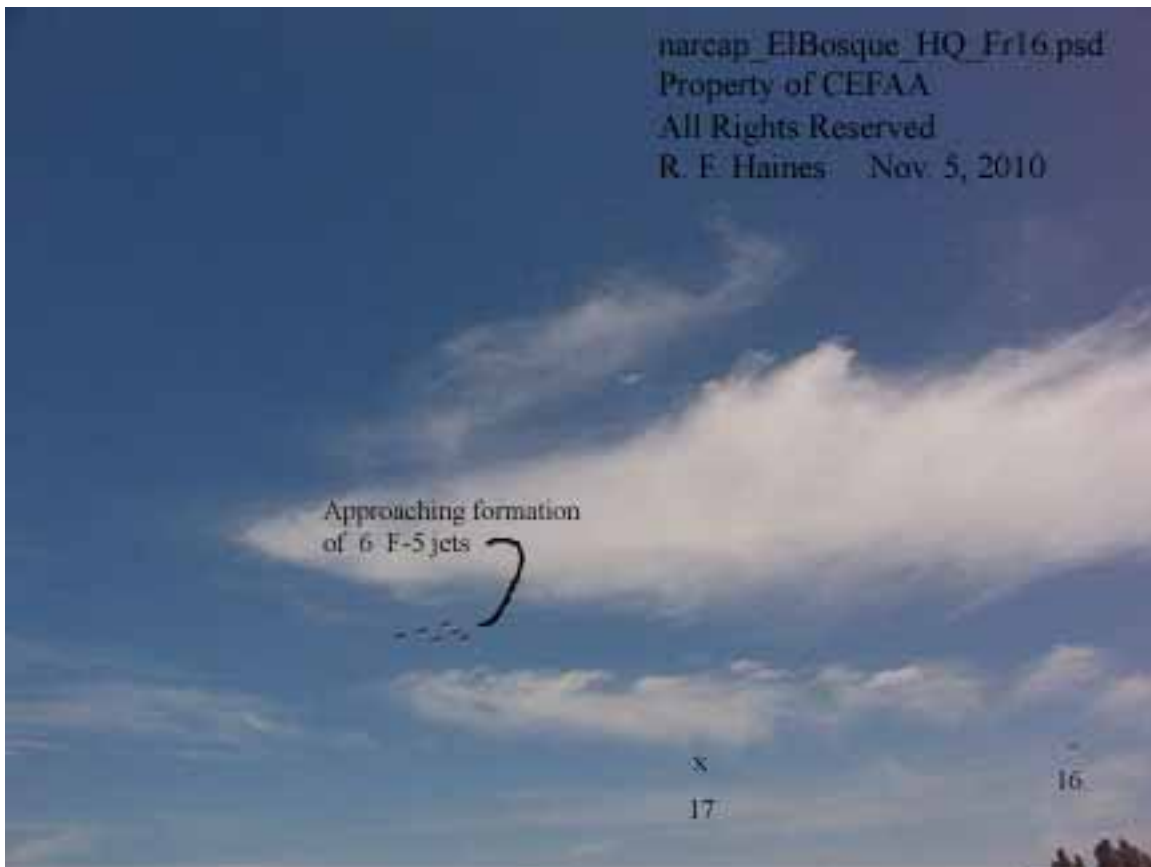 narcap_ElBosque_HQ_Fr16.psd
Property of CEFAA
All Rights Reserved
R. F. Haines Nov. 5, 2010
Approaching formation
of 6 F-5 jets
x
17
16